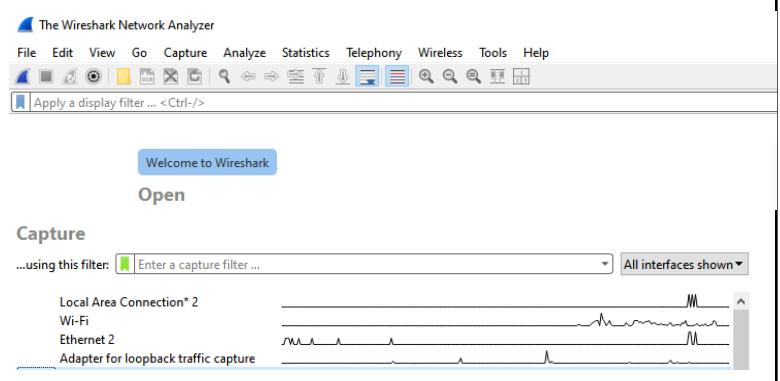 The Wireshark Network Analyzer
File Edit View Go Capture Analyze Statistics Telephony Wireless Tools Help
Apply a display filter ... <Ctrl-/>
Welcome to Wireshark
Open
Capture
...using this filter: Enter a capture filter ... All interfaces shown
Local Area Connection* 2
Wi-Fi
Ethernet 2
Adapter for loopback traffic capture